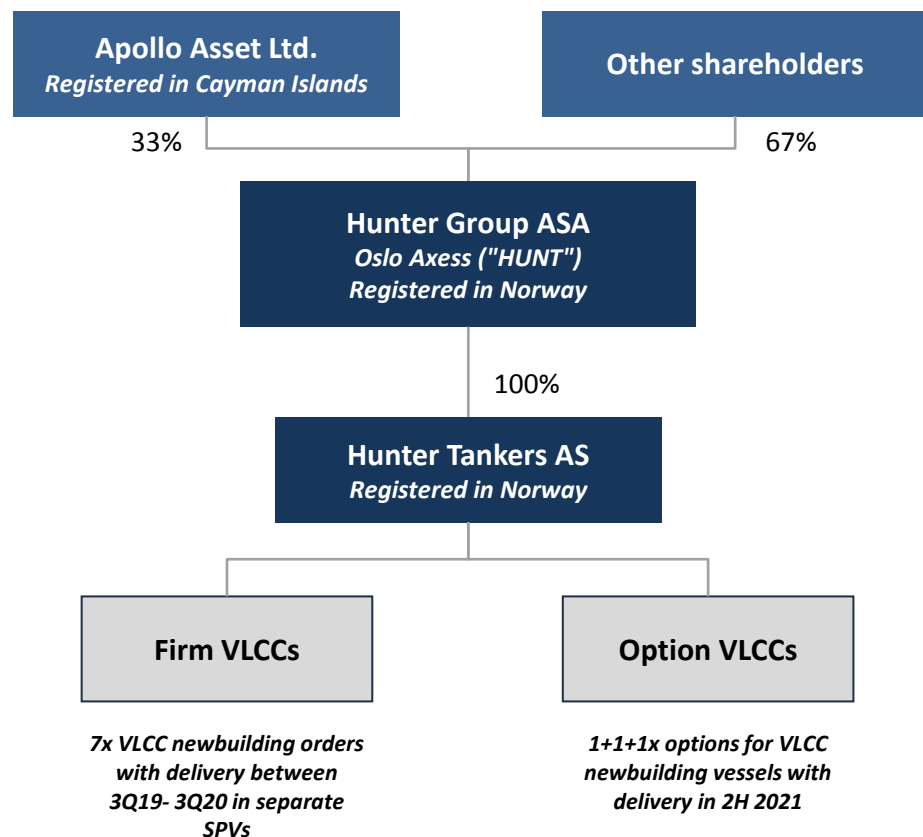 Apollo Asset Ltd.
Registered in Cayman Islands
Other shareholders
33%
67%
Hunter Group ASA
Oslo Axess ("HUNT")
Registered in Norway
100%
Hunter Tankers AS
Registered in Norway
Firm VLCCs
Option VLCCs
7x VLCC newbuilding orders
with delivery between
3Q19- 3Q20 in separate
SPVs
1+1+1x options for VLCC
newbuilding vessels with
delivery in 2H 2021